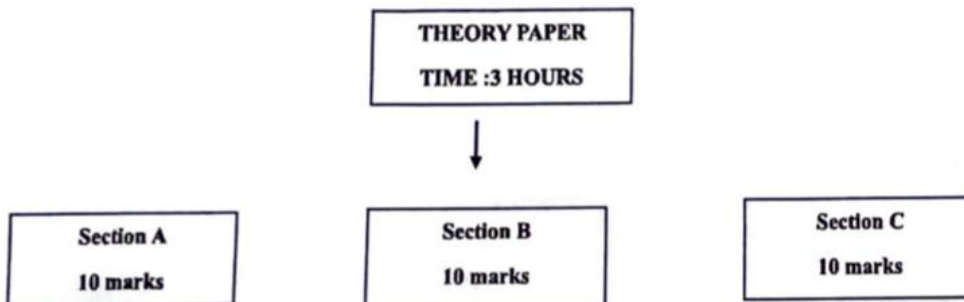 THEORY PAPER
TIME :3 HOURS
Section A
10 marks
Section B
10 marks
Section C
10 marks